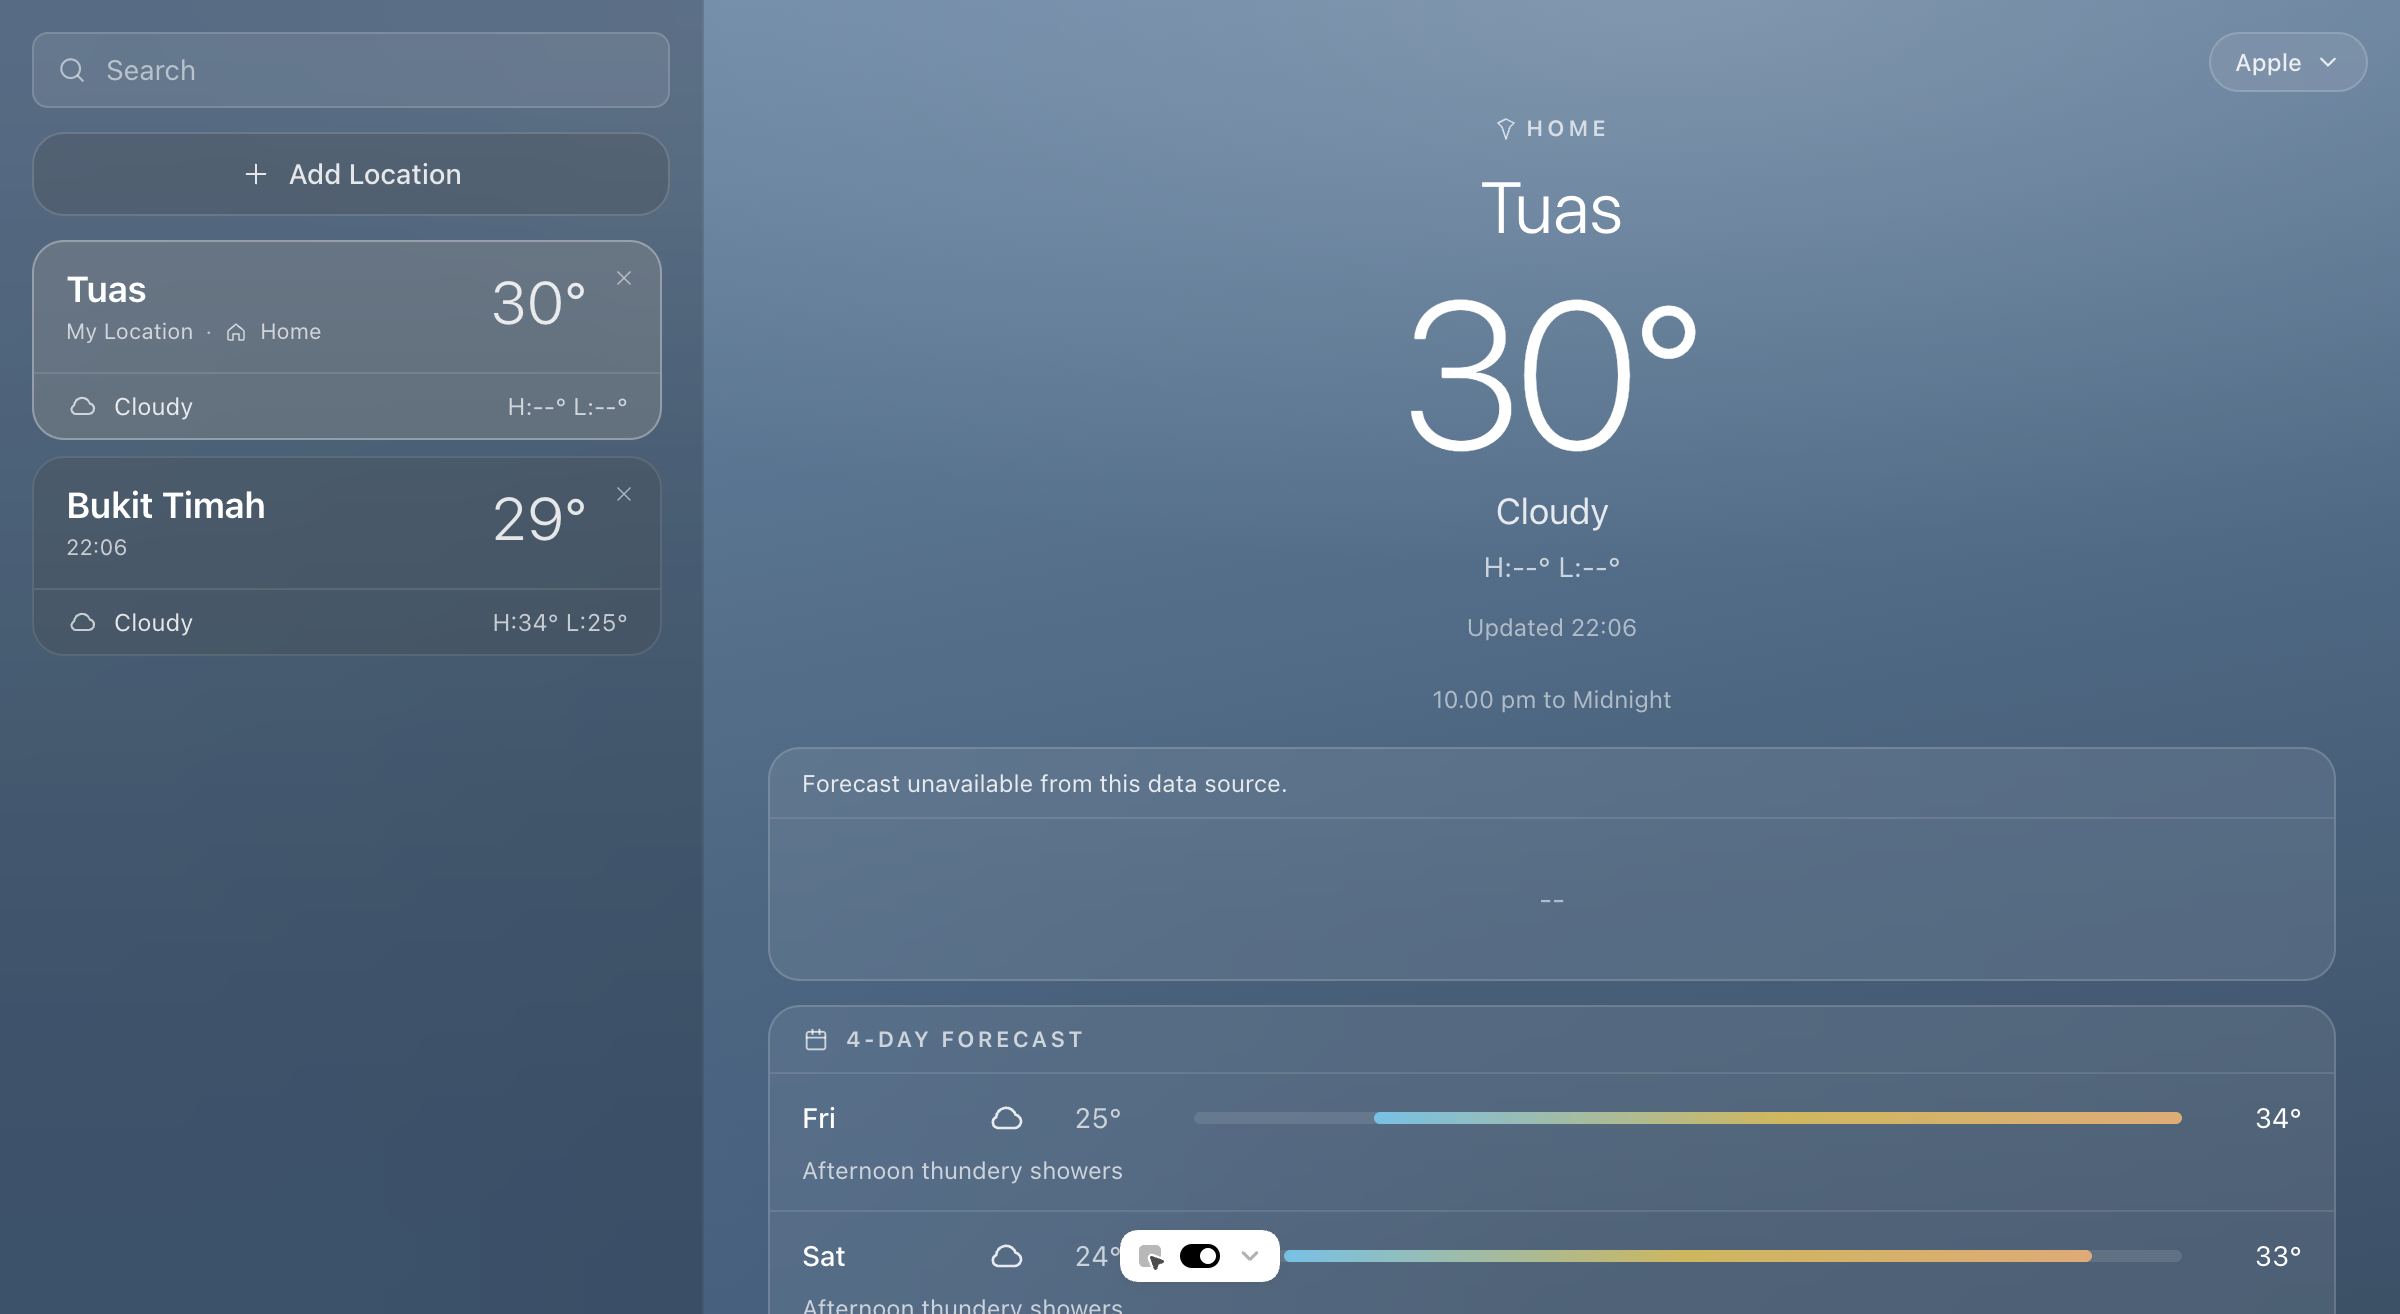 Search
Add Location
Tuas
30°
My Location · Home
Cloudy
H:--° L:--°
Bukit Timah
29°
22:06
Cloudy
H:34° L:25°
Apple
HOME
Tuas
30°
Cloudy
H:--° L:--°
Updated 22:06
10.00 pm to Midnight
Forecast unavailable from this data source.
--
4-DAY FORECAST
Fri 25° 34°
Afternoon thundery showers
Sat 24° 33°
Afternoon thundery showers